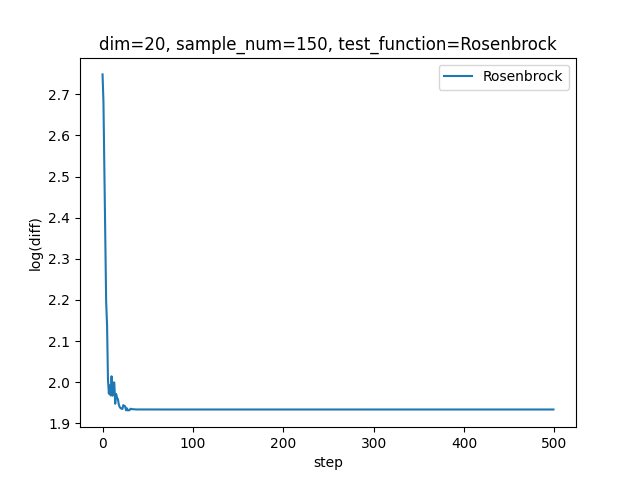 dim=20, sample_num=150, test_function=Rosenbrock
Rosenbrock
2.7
2.6
2.5
2.4
2.3
2.2
2.1
2.0
1.9
log(diff)
0 100 200 300 400 500
step